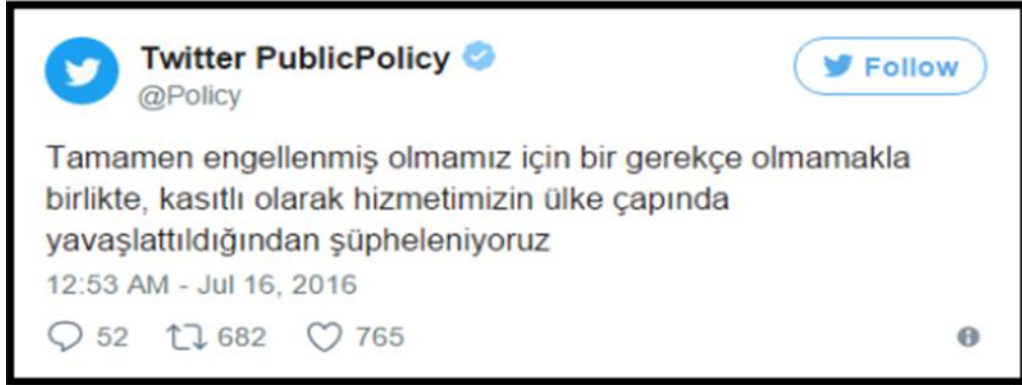 Twitter PublicPolicy
Follow
@Policy
Tamamen engellenmiş olmamız için bir gerekçe olmamakla
birlikte, kasıtlı olarak hizmetimizin ülke çapında
yavaşlattıldığından şüpheleniyoruz
12:53 AM - Jul 16, 2016
52 682 765